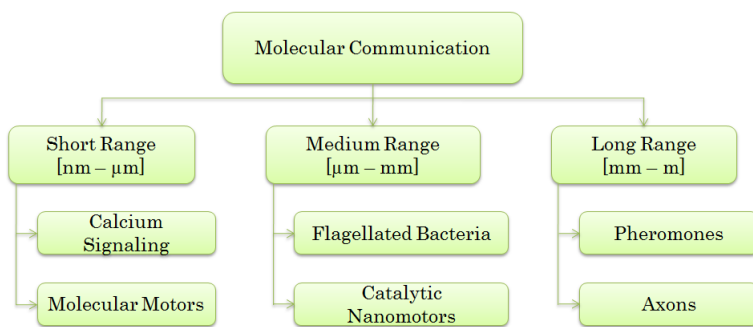 Molecular Communication
Short Range
[nm – µm]
Calcium
Signaling
Molecular Motors
Medium Range
[µm – mm]
Flagellated Bacteria
Catalytic
Nanomotors
Long Range
[mm – m]
Pheromones
Axons